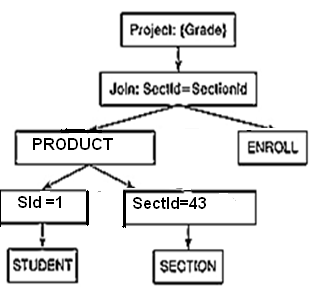 Project: {Grade}
Join: SectId=SectionId
PRODUCT
ENROLL
SId =1
SectId=43
STUDENT
SECTION